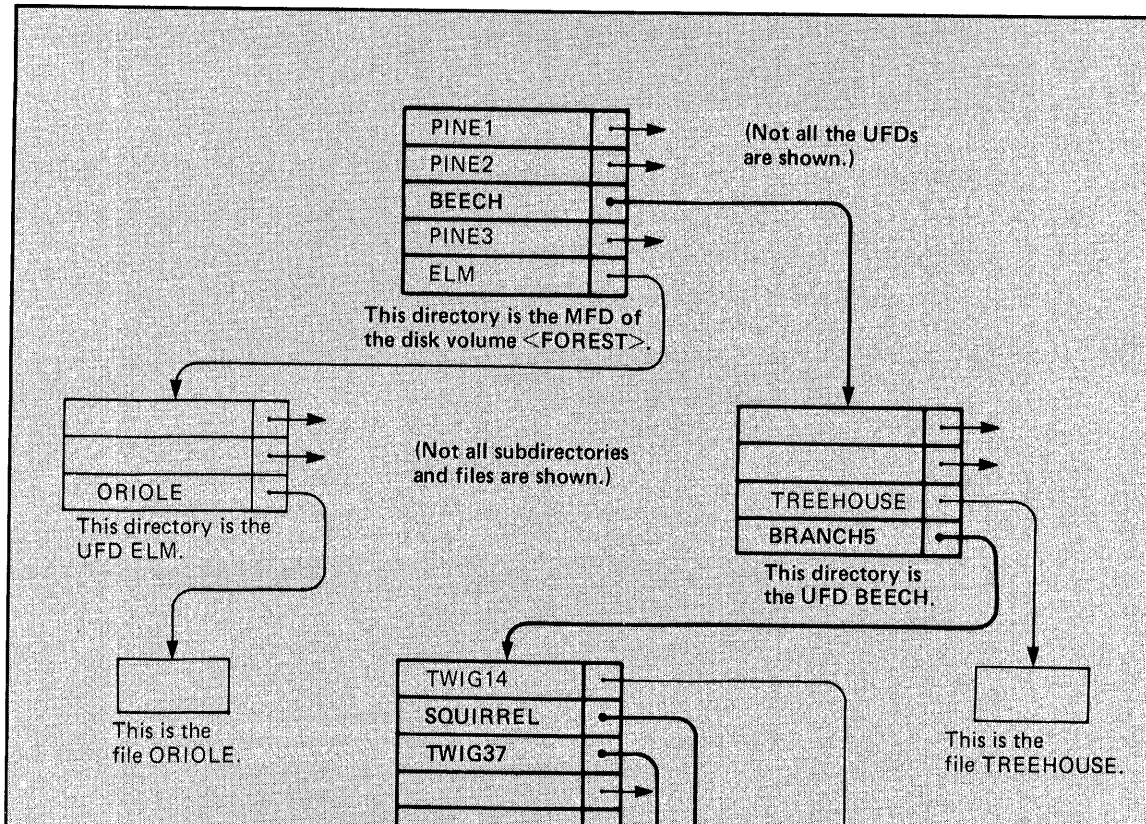 PINE1
PINE2
BEECH
PINE3
ELM
(Not all the UFDs
are shown.)
This directory is the MFD of
the disk volume <FOREST>.
ORIOLE
This directory is the
UFD ELM.
(Not all subdirectories
and files are shown.)
TREEHOUSE
BRANCH5
This directory is
the UFD BEECH.
This is the
file ORIOLE.
TWIG14
SQUIRREL
TWIG37
This is the
file TREEHOUSE.